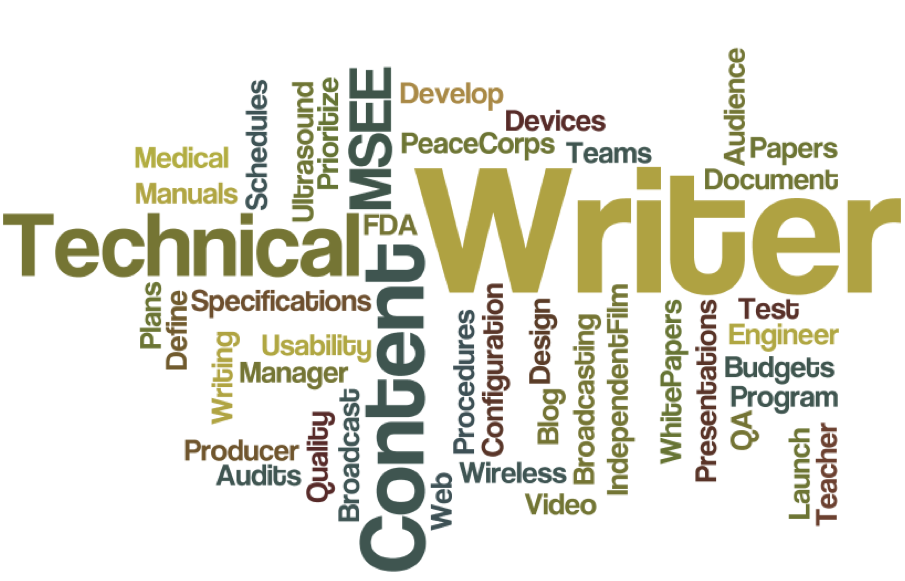 Audience
Schedules
Ultrasound
Prioritize
MSEE
Develop
Devices
PeaceCorps
Teams
Papers
Document
Medical
Manuals
Technical
FDA
Writer
Content
Plans
Define
Specifications
Writing
Usability
Manager
Procedures
Configuration
Design
Blog
Broadcasting
IndependentFilm
WhitePapers
Presentations
Test
Engineer
Budgets
Program
QA
Launch
Teacher
Producer
Audits
Quality
Broadcast
Web
Wireless
Video